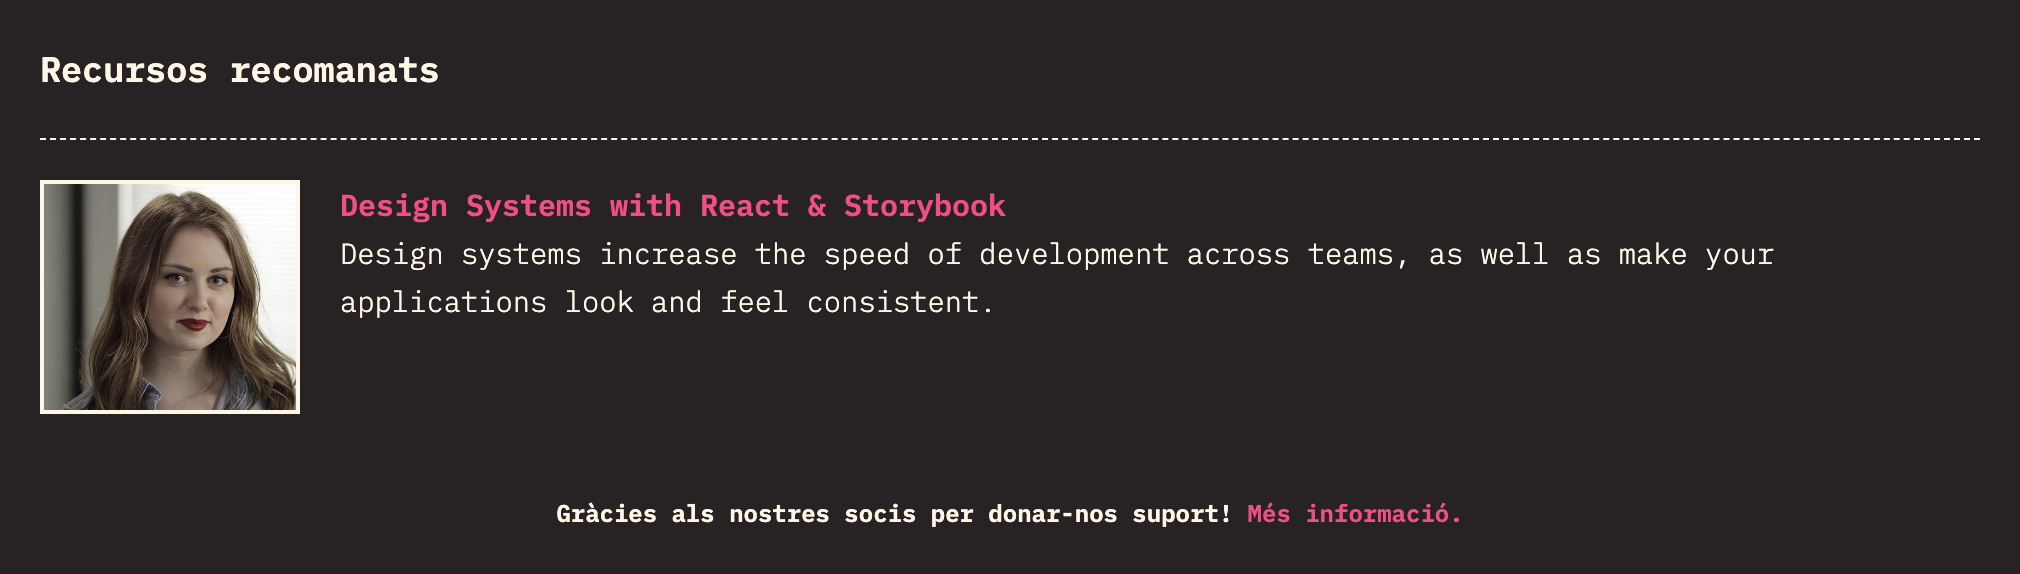 Recursos recomanats
Design Systems with React & Storybook
Design systems increase the speed of development across teams, as well as make your
applications look and feel consistent.
Gràcies als nostres socis per donar-nos suport! Més informació.